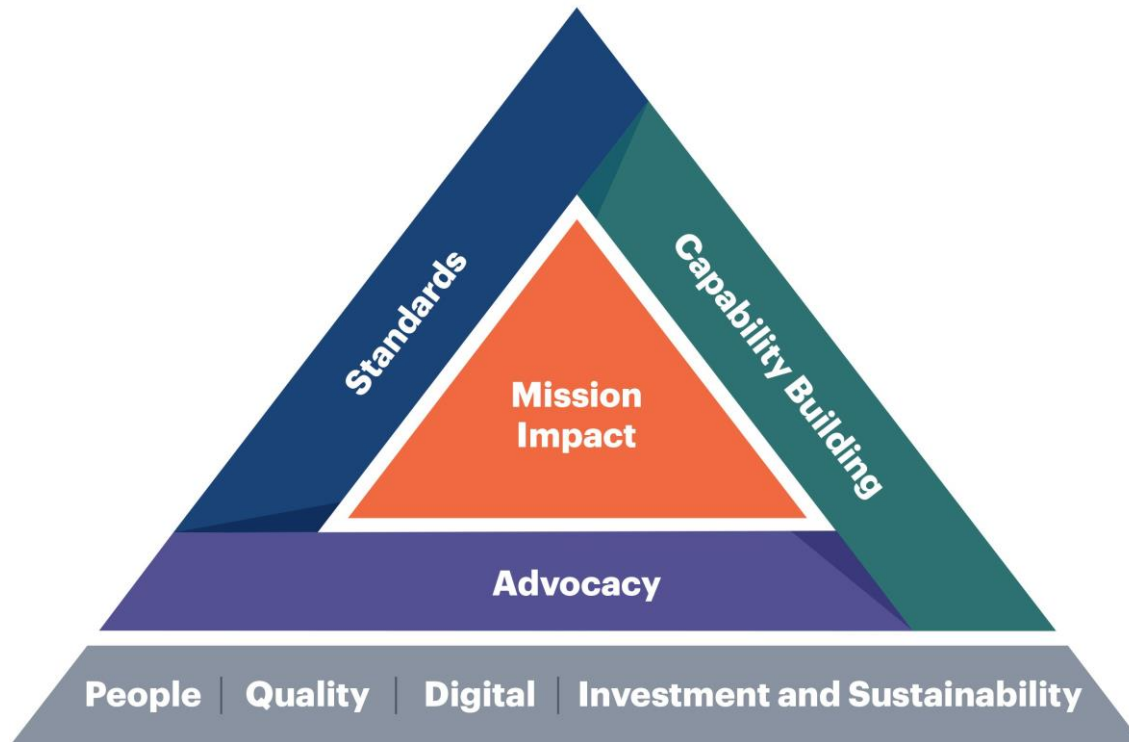 Standards
Capability Building
Mission
Impact
Advocacy
People | Quality | Digital | Investment and Sustainability